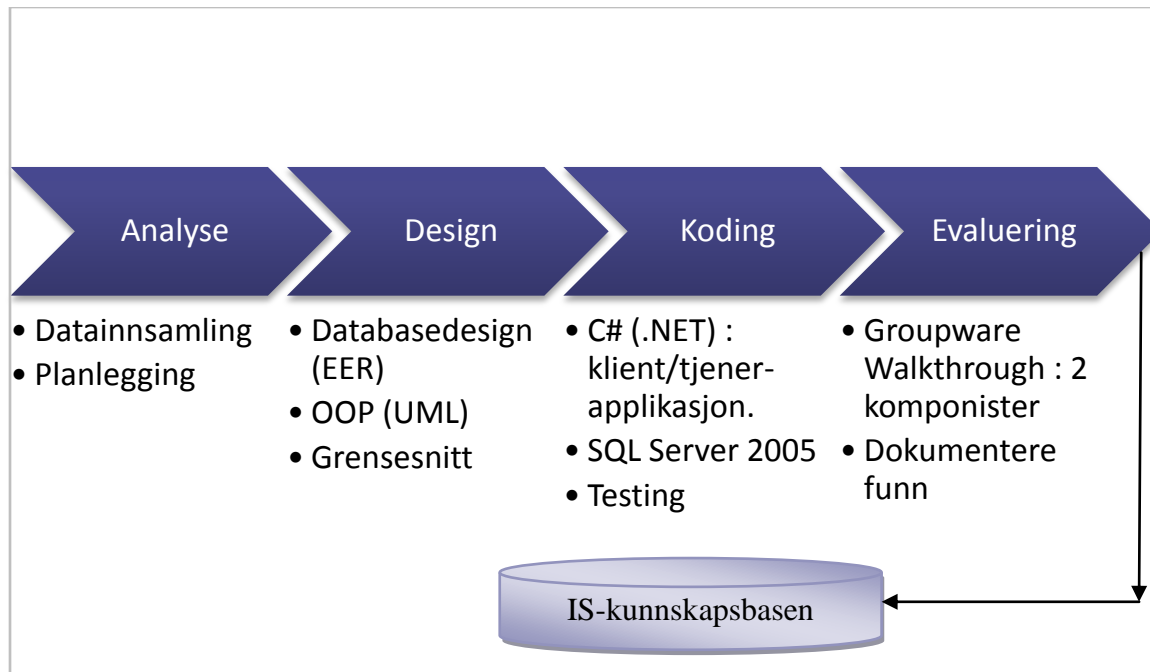 Analyse
Design
Koding
Evaluering
• Datainnsamling
• Planlegging
• Databasedesign
(EER)
• OOP (UML)
• Grensesnitt
• C# (.NET) :
klient/tjener-
applikasjon.
• SQL Server 2005
• Testing
• Groupware
Walkthrough : 2
komponister
• Dokumentere
funn
IS-kunnskapsbasen